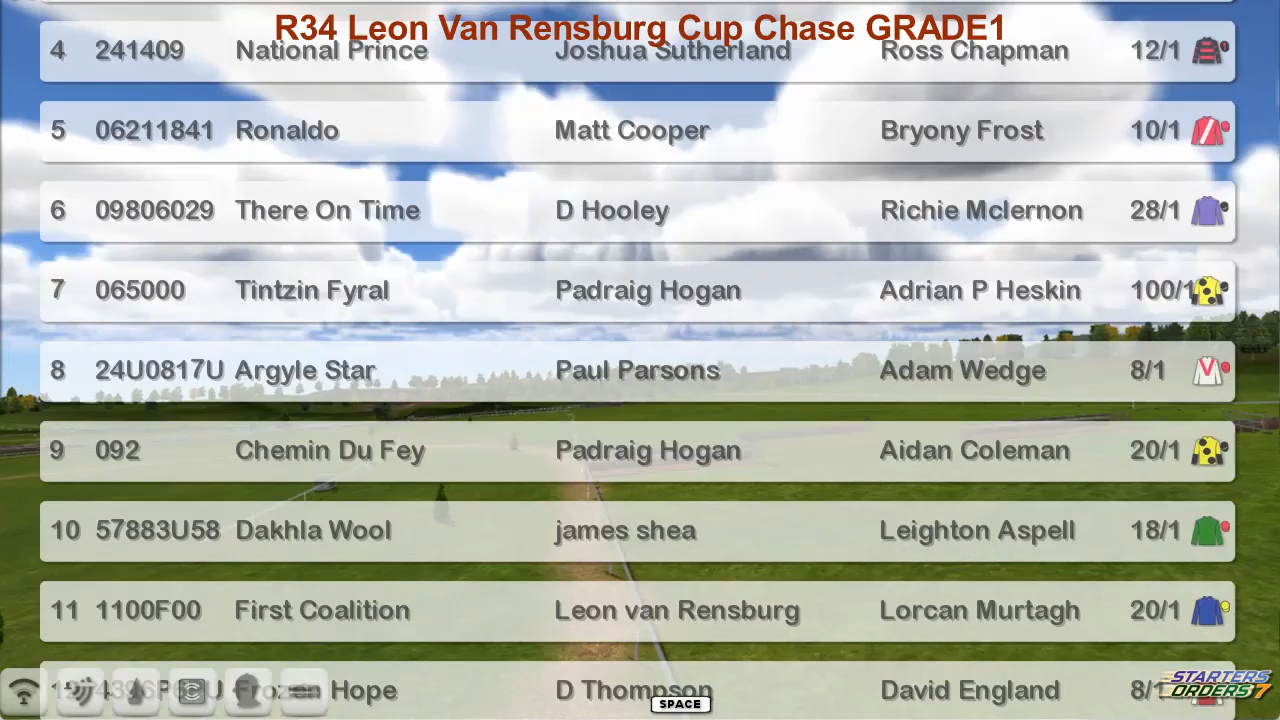 R34 Leon Van Rensburg Cup Chase GRADE1
4 241409 National Prince Joshua Sutherland Ross Chapman 12/1
5 06211841 Ronaldo Matt Cooper Bryony Frost 10/1
6 09806029 There On Time D Hooley Richie Mclernon 28/1
7 065000 Tintzin Fyral Padraig Hogan Adrian P Heskin 100/1
8 24U0817U Argyle Star Paul Parsons Adam Wedge 8/1
9 092 Chemin Du Fey Padraig Hogan Aidan Coleman 20/1
10 57883U58 Dakhla Wool james shea Leighton Aspell 18/1
11 1100F00 First Coalition Leon van Rensburg Lorcan Murtagh 20/1
Frozen Hope D Thompson David England 8/1
SPACE
STARTERS ORDERS 7